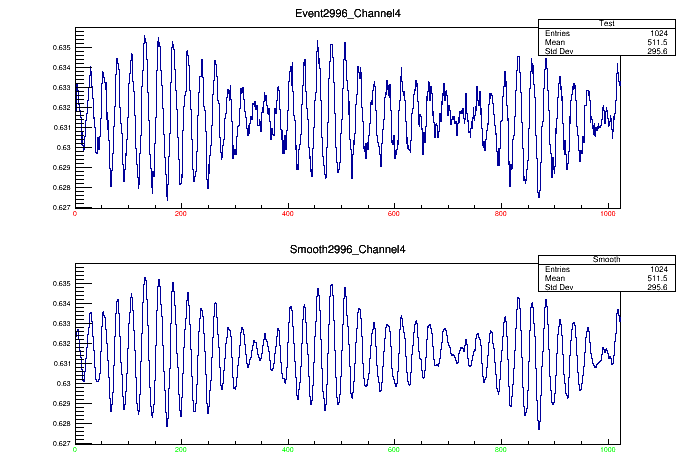 Event2996_Channel4
Test
Entries 1024
Mean 511.5
Std Dev 295.6
0.635
0.634
0.633
0.632
0.631
0.63
0.629
0.628
0.627
0 200 400 600 800 1000
Smooth2996_Channel4
Smooth
Entries 1024
Mean 511.5
Std Dev 295.6
0.635
0.634
0.633
0.632
0.631
0.63
0.629
0.628
0.627
0 200 400 600 800 1000